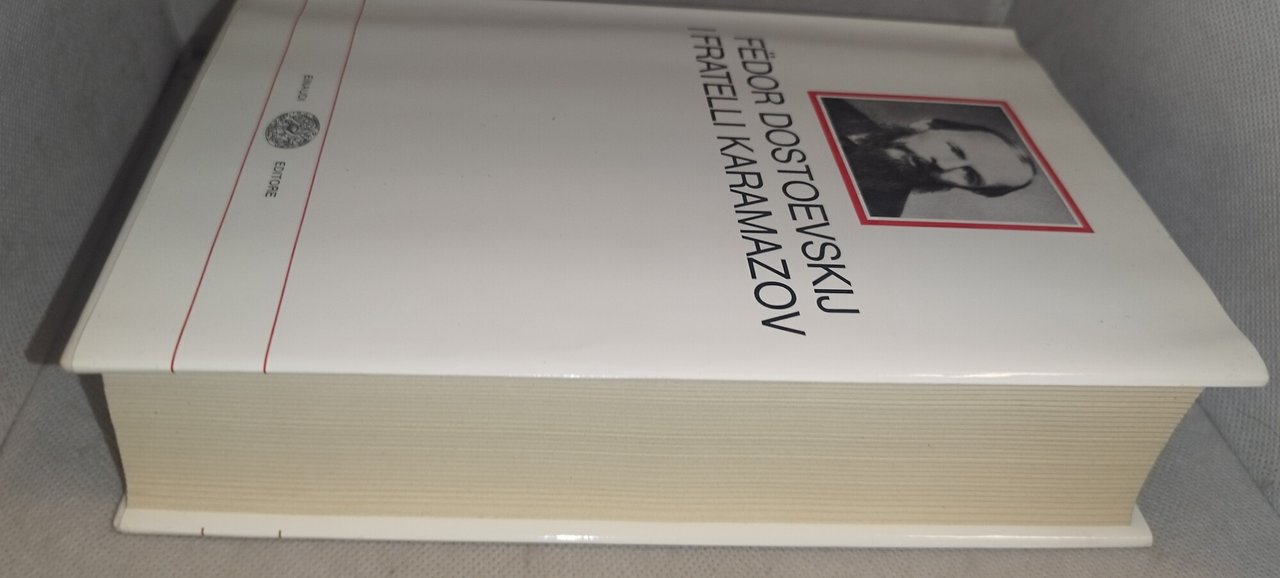 FËDOR DOSTOEVSKIJ
I FRATELLI KARAMAZOV
EINAUDI
EDITORE